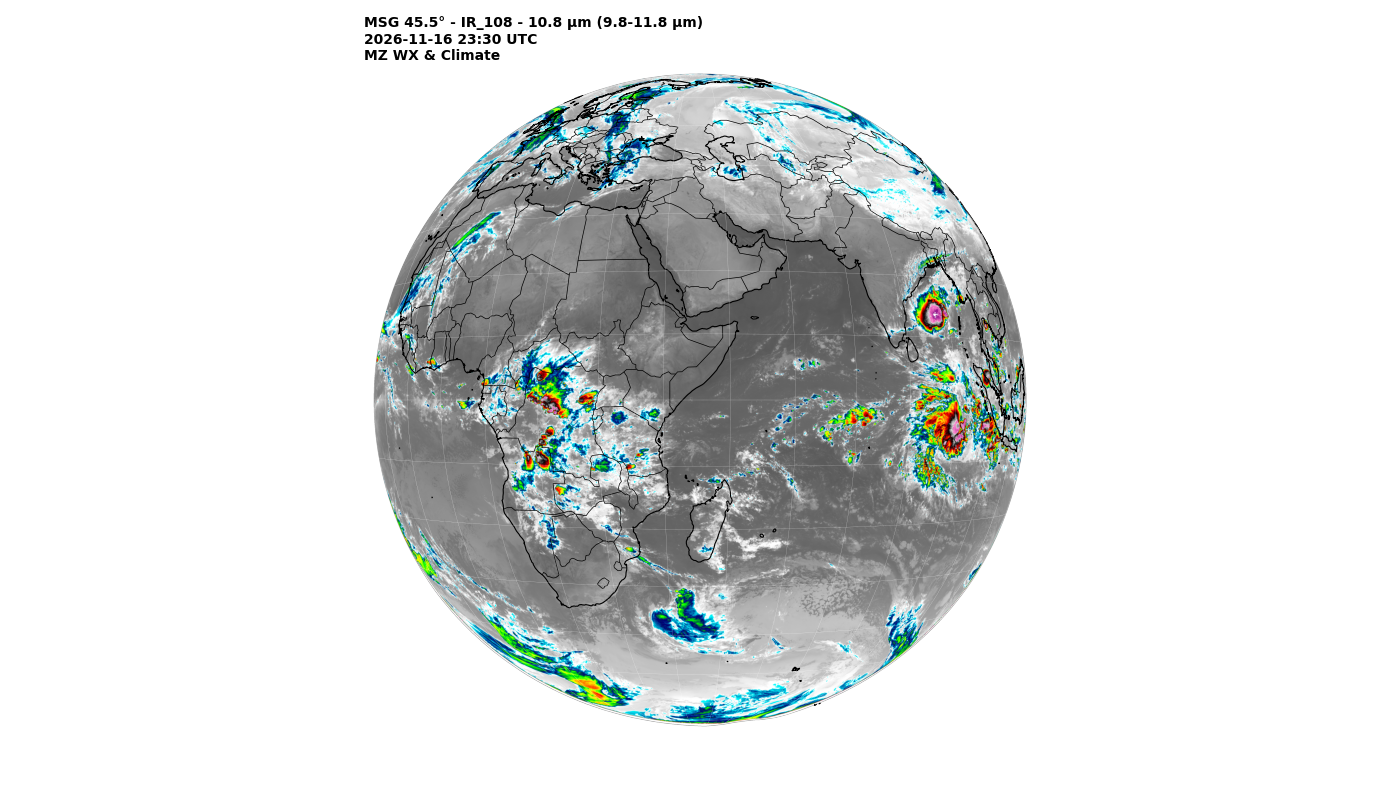 MSG 45.5° - IR_108 - 10.8 μm (9.8-11.8 μm)
2026-11-16 23:30 UTC
MZ WX & Climate